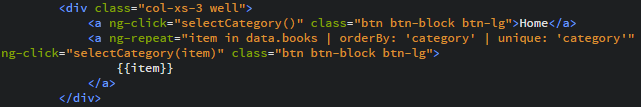 <div class="col-xs-3 well">
<a ng-click="selectCategory()" class="btn btn-block btn-lg">Home</a>
<a ng-repeat="item in data.books | orderBy: 'category' | unique: 'category'"
ng-click="selectCategory(item)" class="btn btn-block btn-lg">
{{item}}
</a>
</div>